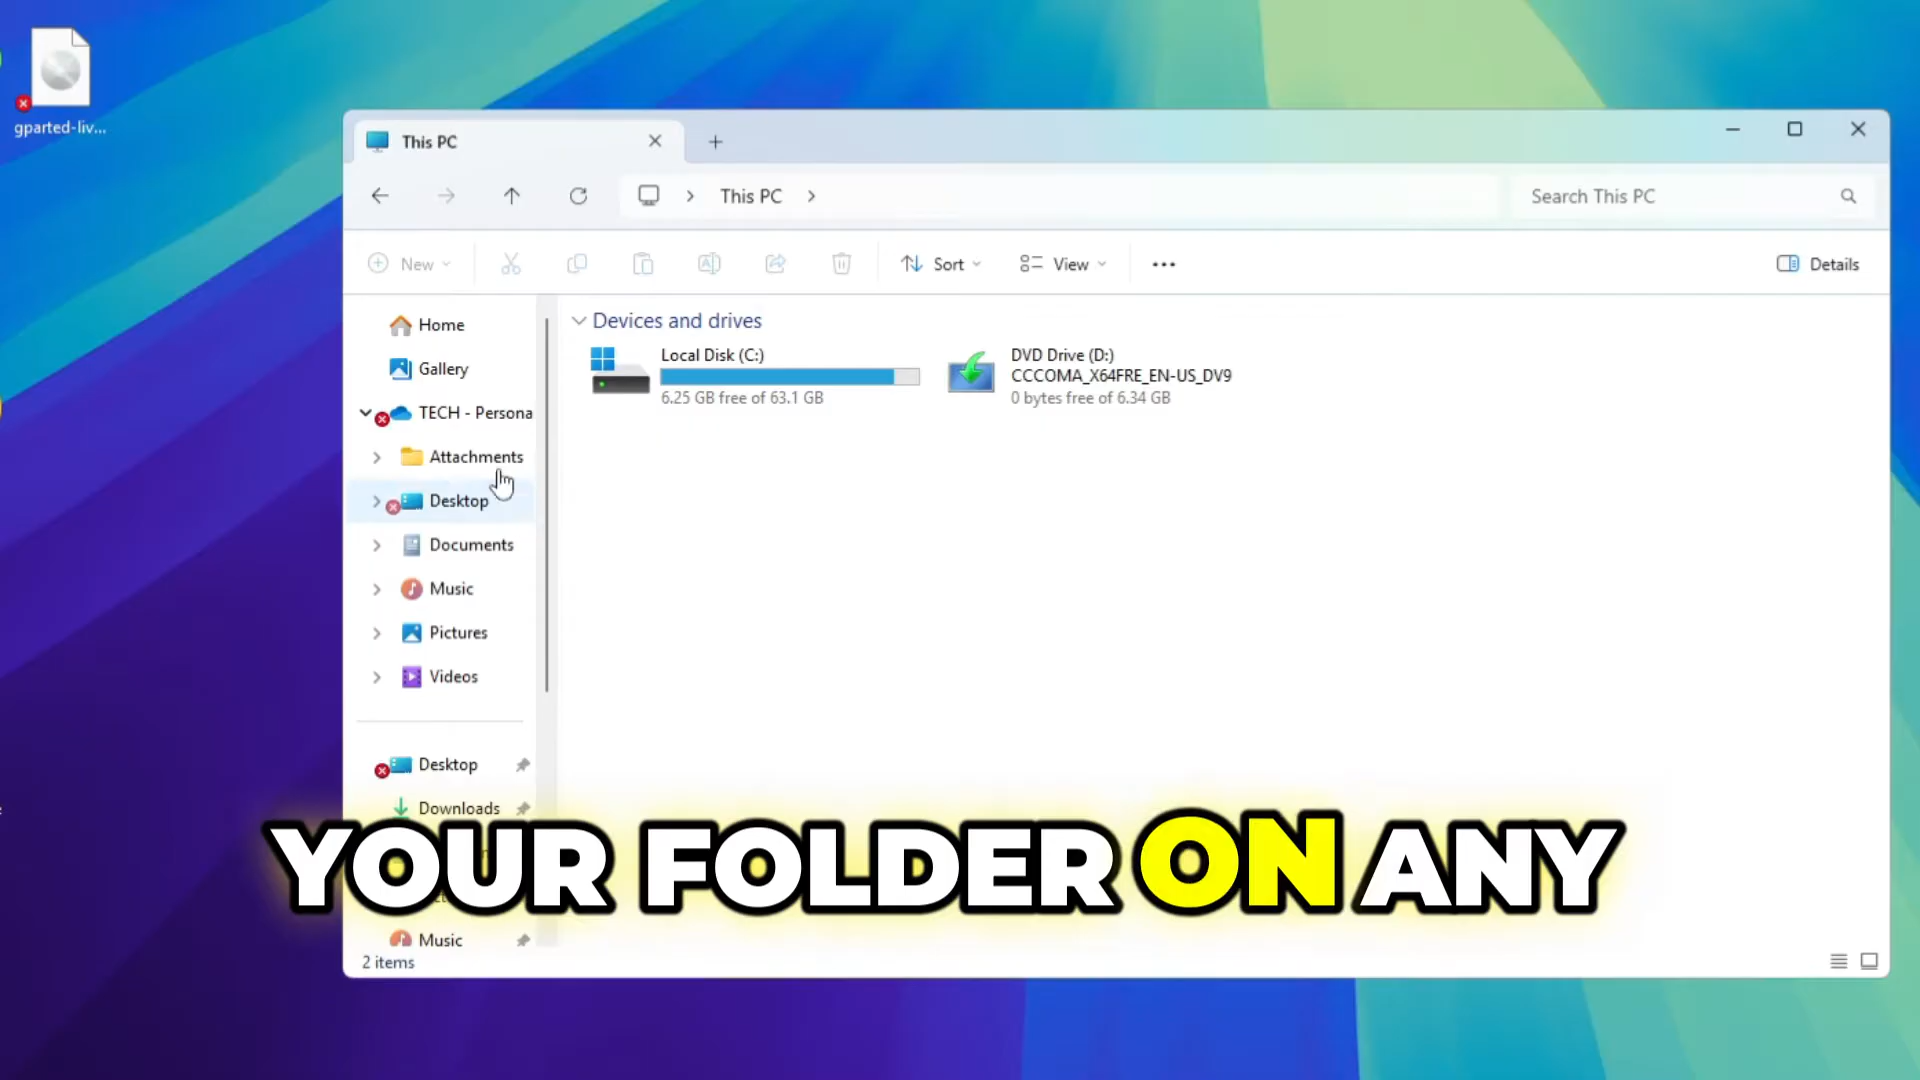 gparted-liv...
This PC
This PC
Search This PC
New
Sort
View
Details
Home
Gallery
TECH - Persona
Attachments
Desktop
Documents
Music
Pictures
Videos
Desktop
Downloads
Music
2 items
Devices and drives
Local Disk (C:)
6.25 GB free of 63.1 GB
DVD Drive (D:)
CCCOMA_X64FRE_EN-US_DV9
0 bytes free of 6.34 GB
YOUR FOLDER ON ANY